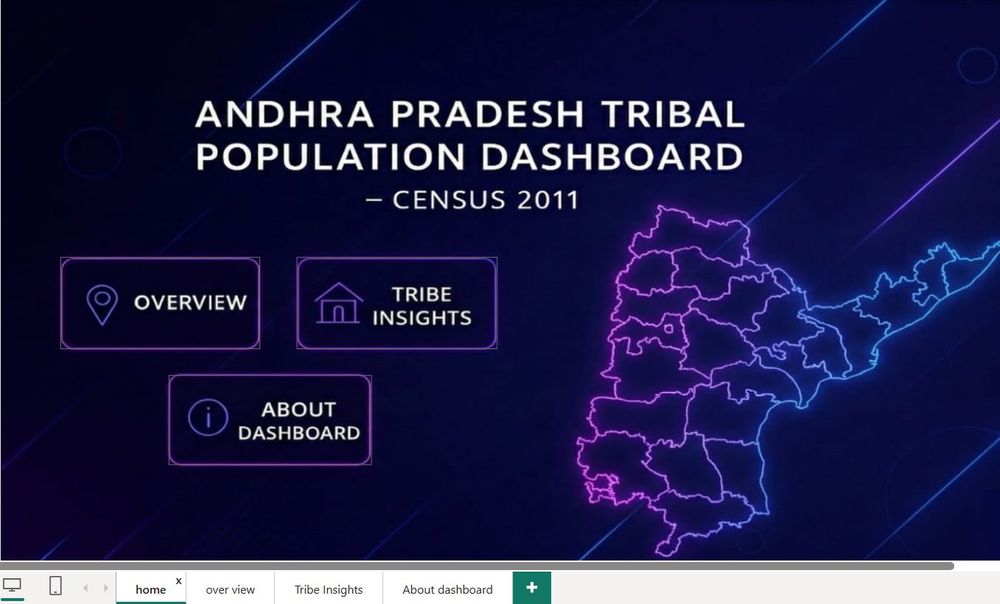 ANDHRA PRADESH TRIBAL
POPULATION DASHBOARD
– CENSUS 2011
OVERVIEW
TRIBE
INSIGHTS
ABOUT
DASHBOARD
home x
over view
Tribe Insights
About dashboard
+